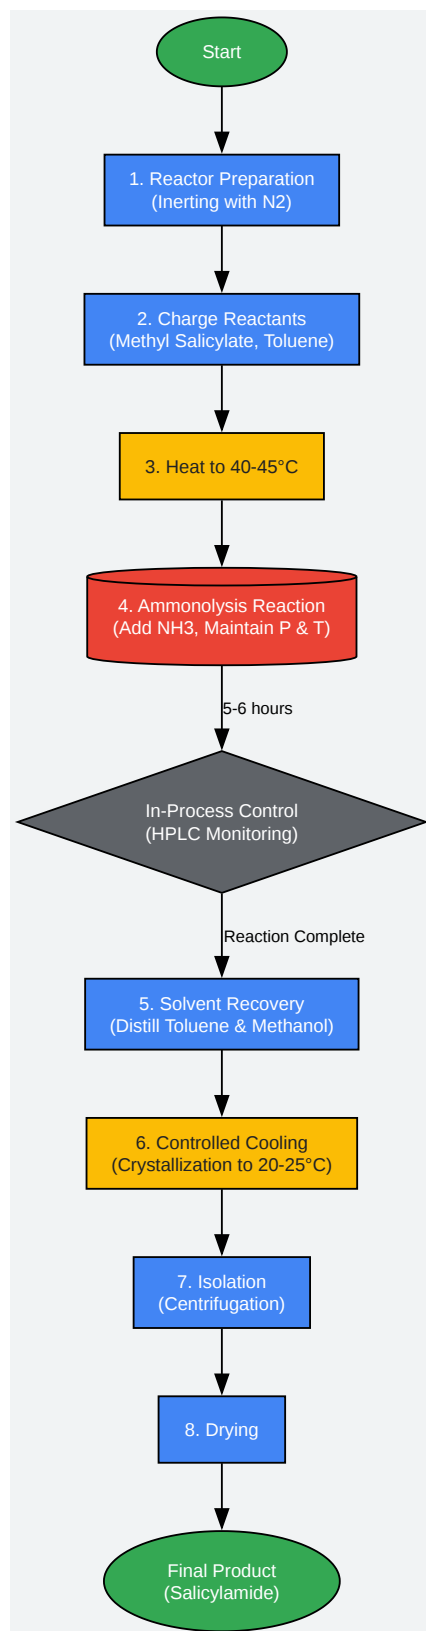 Start
1. Reactor Preparation
(Inerting with N2)
2. Charge Reactants
(Methyl Salicylate, Toluene)
3. Heat to 40-45°C
4. Ammonolysis Reaction
(Add NH3, Maintain P & T)
5-6 hours
In-Process Control
(HPLC Monitoring)
Reaction Complete
5. Solvent Recovery
(Distill Toluene & Methanol)
6. Controlled Cooling
(Crystallization to 20-25°C)
7. Isolation
(Centrifugation)
8. Drying
Final Product
(Salicylamide)